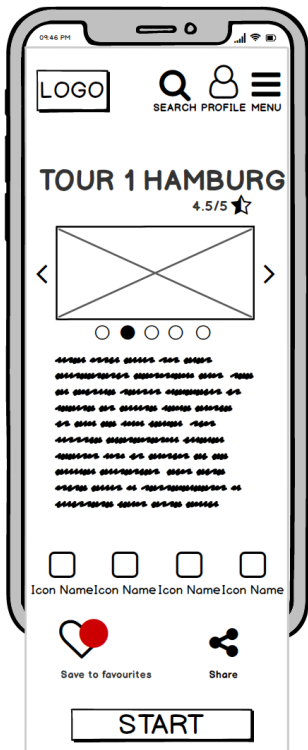 09:46 PM
LOGO
SEARCH PROFILE MENU
TOUR 1 HAMBURG
4.5/5
Icon Name Icon Name Icon Name Icon Name
Save to favourites Share
START